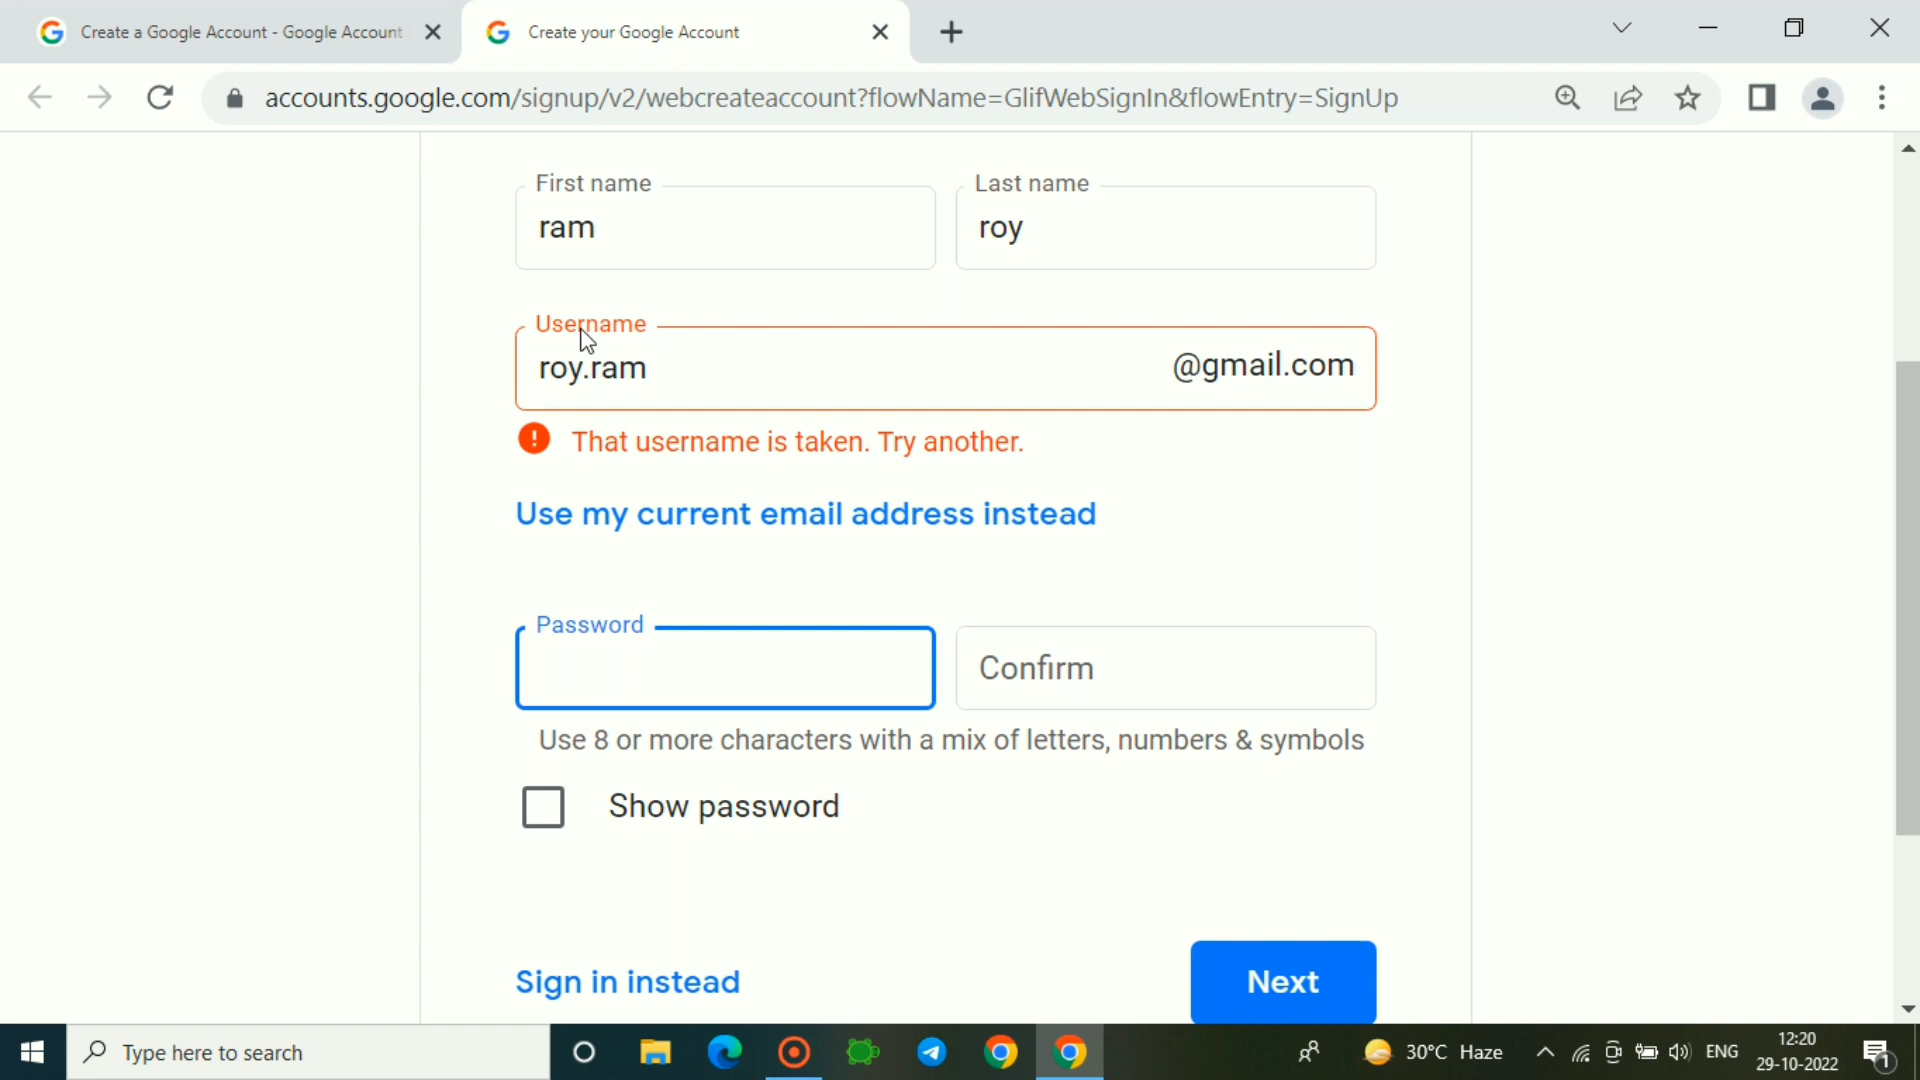 Create a Google Account - Google Account
Create your Google Account
accounts.google.com/signup/v2/webcreateaccount?flowName=GlifWebSignIn&flowEntry=SignUp
First name
Last name
ram
roy
Username
roy.ram
@gmail.com
That username is taken. Try another.
Use my current email address instead
Password
Confirm
Use 8 or more characters with a mix of letters, numbers & symbols
Show password
Sign in instead
Next
Type here to search
30°C Haze
ENG
12:20
29-10-2022
1